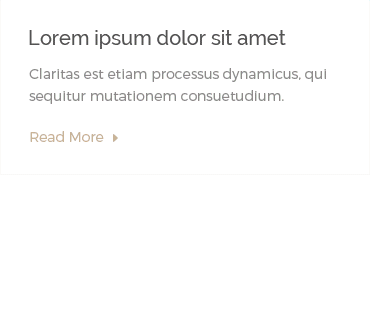 Lorem ipsum dolor sit amet
Claritas est etiam processus dynamicus, qui
sequitur mutationem consuetudium.
Read More